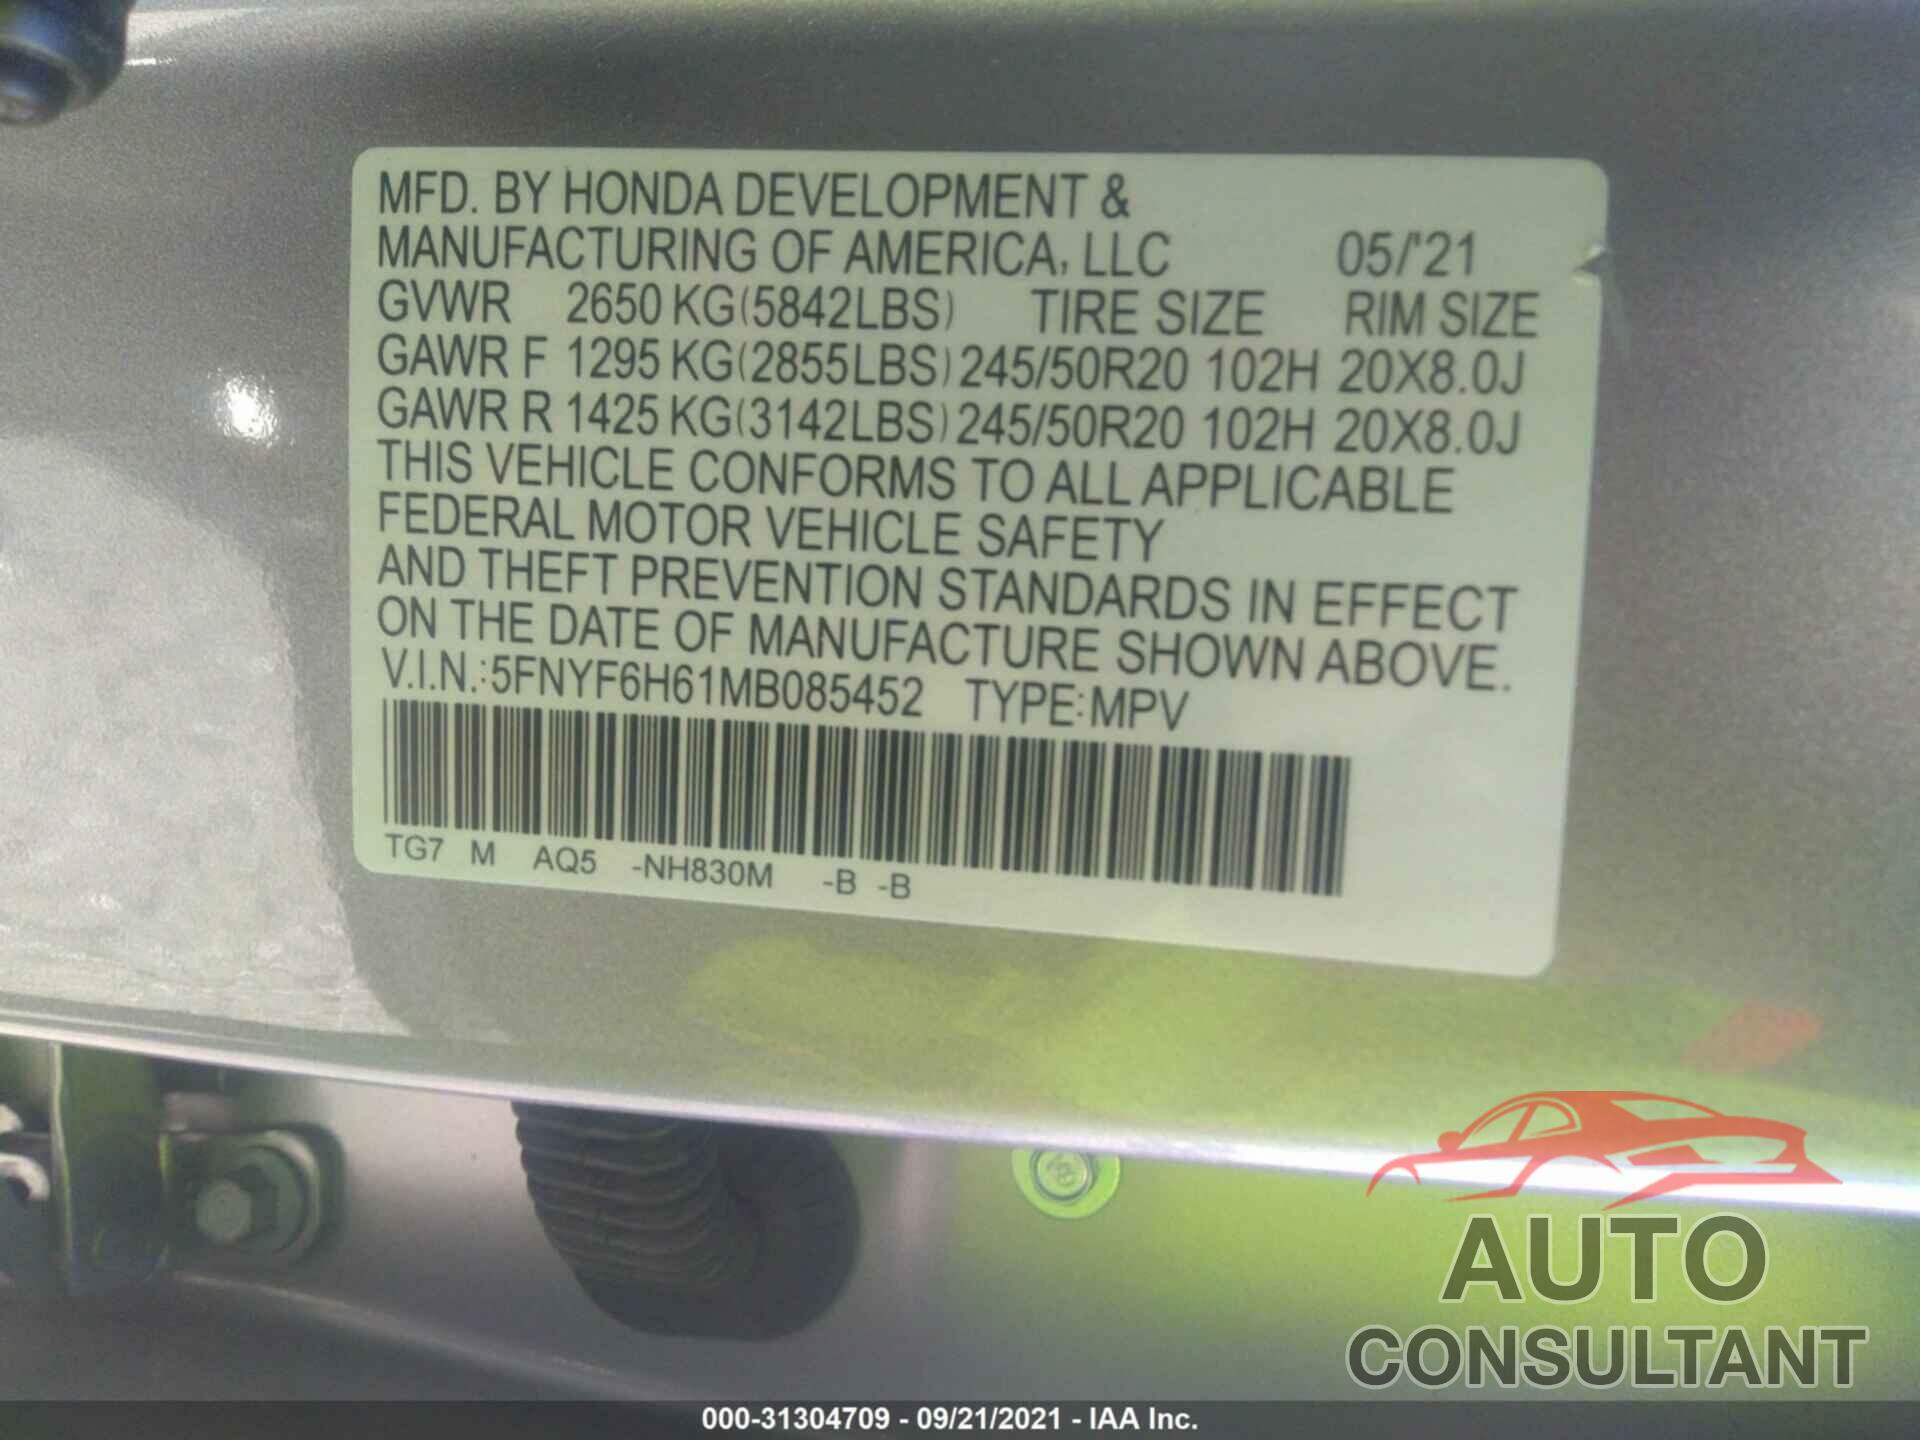 MFD. BY HONDA DEVELOPMENT &
MANUFACTURING OF AMERICA, LLC 05/'21
GVWR 2650 KG(5842LBS) TIRE SIZE RIM SIZE
GAWR F 1295 KG(2855LBS) 245/50R20 102H 20X8.0J
GAWR R 1425 KG(3142LBS) 245/50R20 102H 20X8.0J
THIS VEHICLE CONFORMS TO ALL APPLICABLE
FEDERAL MOTOR VEHICLE SAFETY
AND THEFT PREVENTION STANDARDS IN EFFECT
ON THE DATE OF MANUFACTURE SHOWN ABOVE.
V.I.N.:5FNYF6H61MB085452 TYPE:MPV
TG7 M AQ5 -NH830M -B -B
AUTO
CONSULTANT
000-31304709 - 09/21/2021 - IAA Inc.